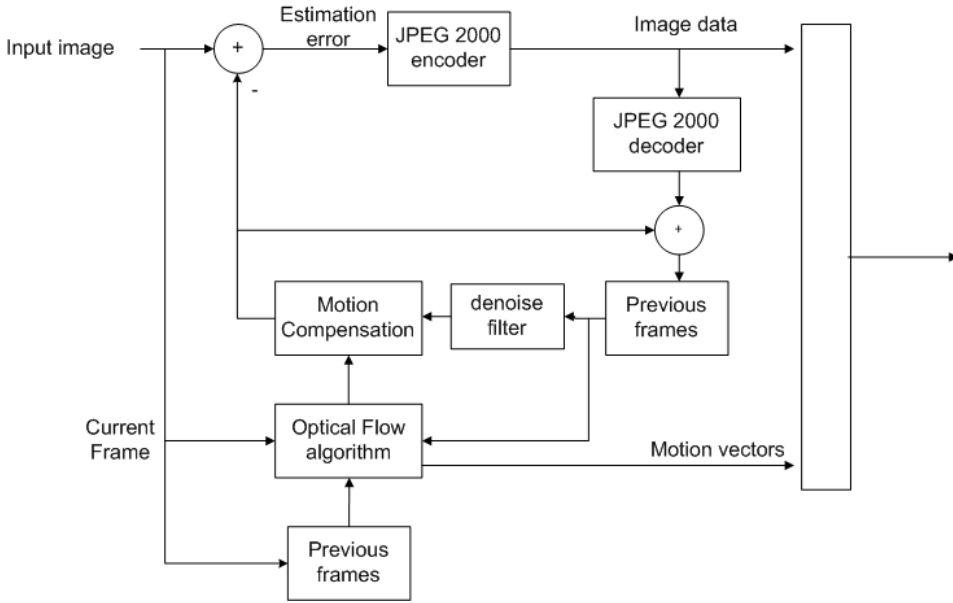 Input image
+
-
Estimation
error
JPEG 2000
encoder
Image data
JPEG 2000
decoder
+
Motion
Compensation
denoise
filter
Previous
frames
Current
Frame
Optical Flow
algorithm
Motion vectors
Previous
frames